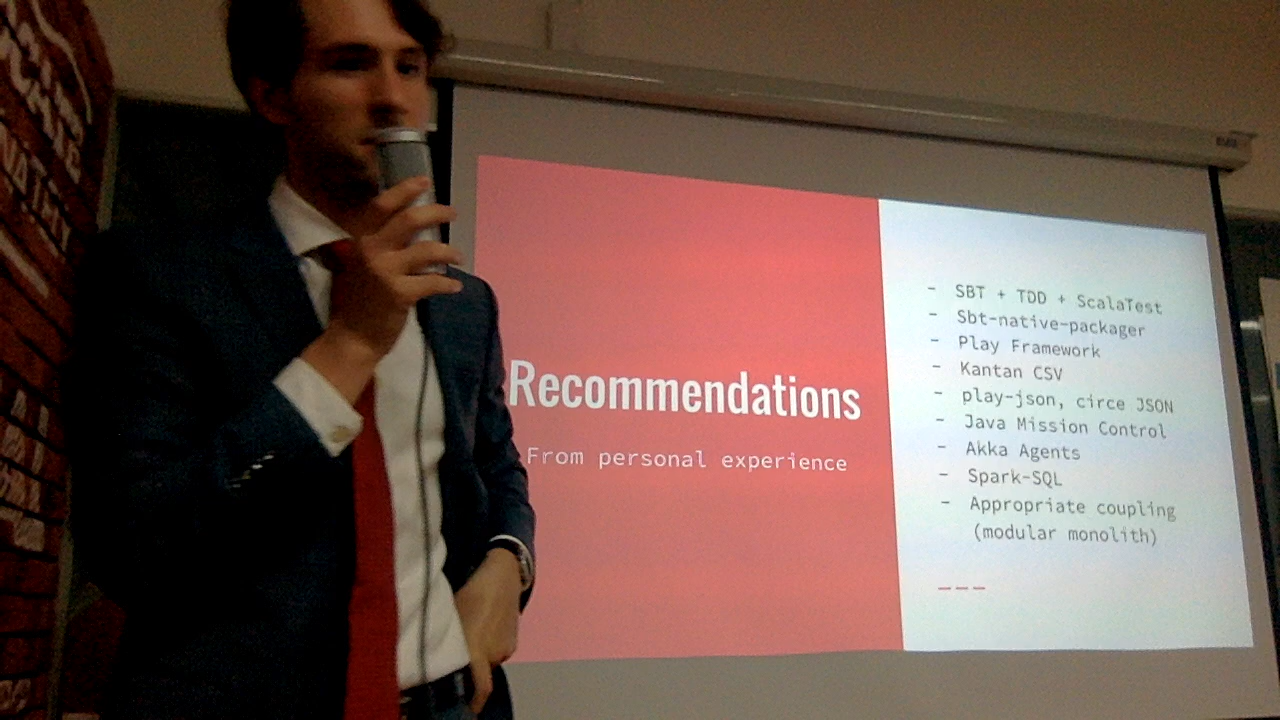 Recommendations
From personal experience
- SBT + TDD + ScalaTest
- Sbt-native-packager
- Play Framework
- Kantan CSV
- play-json, circe JSON
- Java Mission Control
- Akka Agents
- Spark-SQL
- Appropriate coupling
(modular monolith)